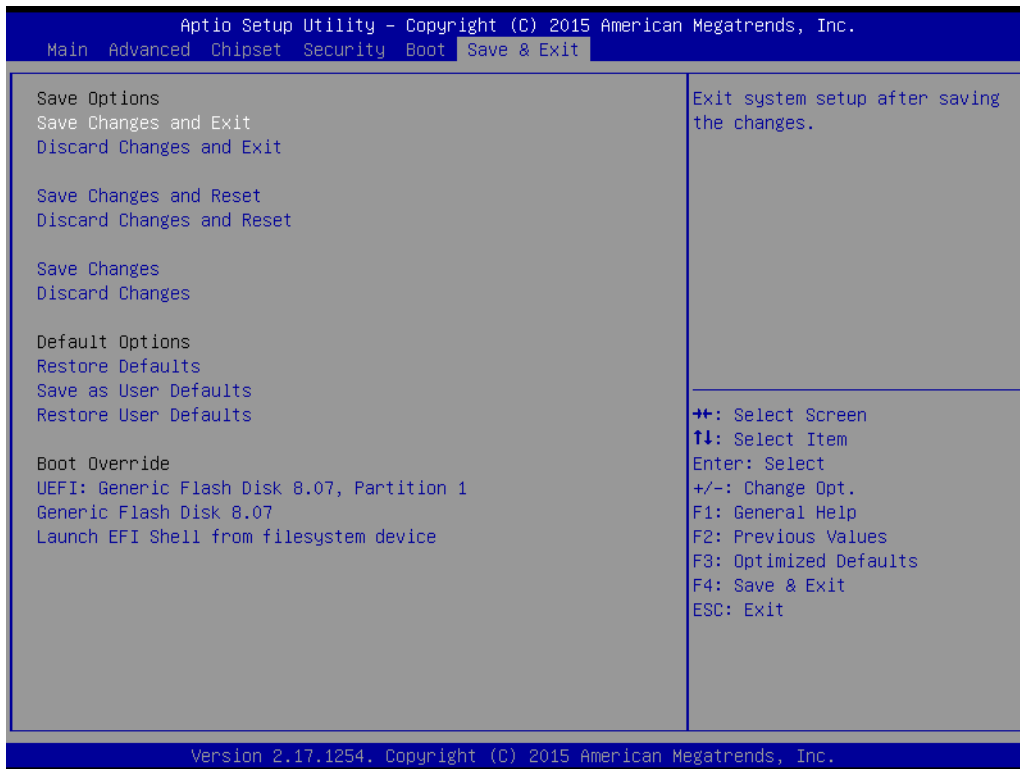 Aptio Setup Utility – Copyright (C) 2015 American Megatrends, Inc.
Main Advanced Chipset Security Boot Save & Exit
Save Options
Save Changes and Exit
Discard Changes and Exit
Save Changes and Reset
Discard Changes and Reset
Save Changes
Discard Changes
Default Options
Restore Defaults
Save as User Defaults
Restore User Defaults
Boot Override
UEFI: Generic Flash Disk 8.07, Partition 1
Generic Flash Disk 8.07
Launch EFI Shell from filesystem device
Exit system setup after saving
the changes.
→←: Select Screen
↑↓: Select Item
Enter: Select
+/-: Change Opt.
F1: General Help
F2: Previous Values
F3: Optimized Defaults
F4: Save & Exit
ESC: Exit
Version 2.17.1254. Copyright (C) 2015 American Megatrends, Inc.